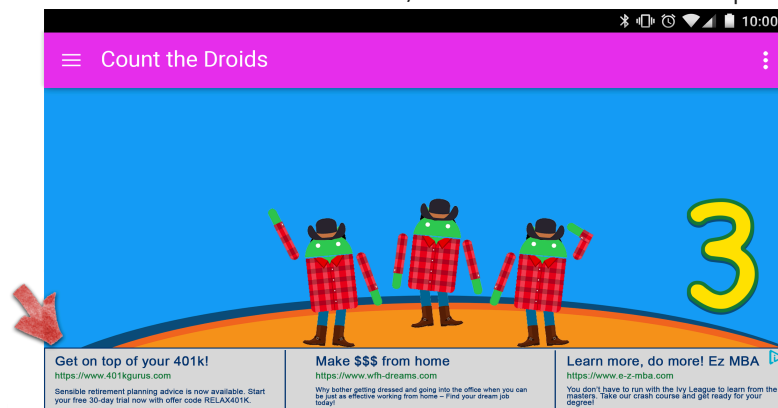 10:00
Count the Droids
3
Get on top of your 401k!
https://www.401kgurus.com
Sensible retirement planning advice is now available. Start
your free 30-day trial now with offer code RELAX401K.
Make $$$ from home
https://www.wfh-dreams.com
Why bother getting dressed and going into the office when you can
be just as effective working from home – Find your dream job
today!
Learn more, do more! Ez MBA
https://www.e-z-mba.com
You don't have to run with the Ivy League to learn from the
masters. Take our crash course and get ready for your
degree!